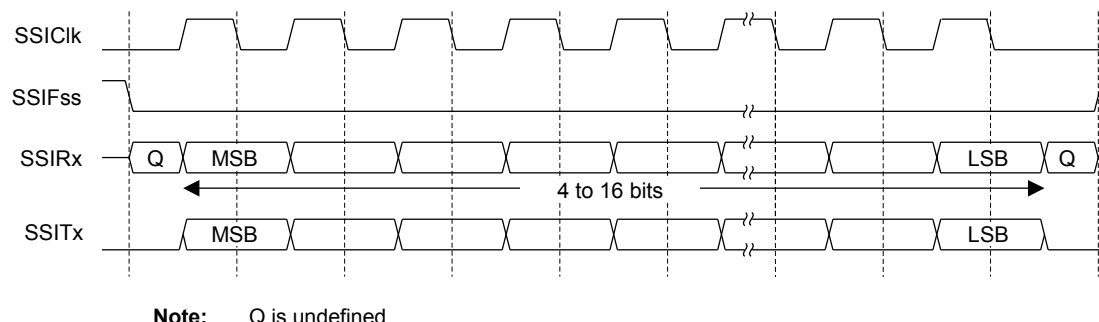 SSIClk
SSIFss
SSIRx Q MSB LSB Q
4 to 16 bits
SSITx MSB LSB
Note: Q is undefined